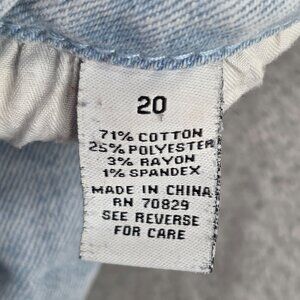 20
71% COTTON
25% POLYESTER
3% RAYON
1% SPANDEX
MADE IN CHINA
RN 70829
SEE REVERSE
FOR CARE